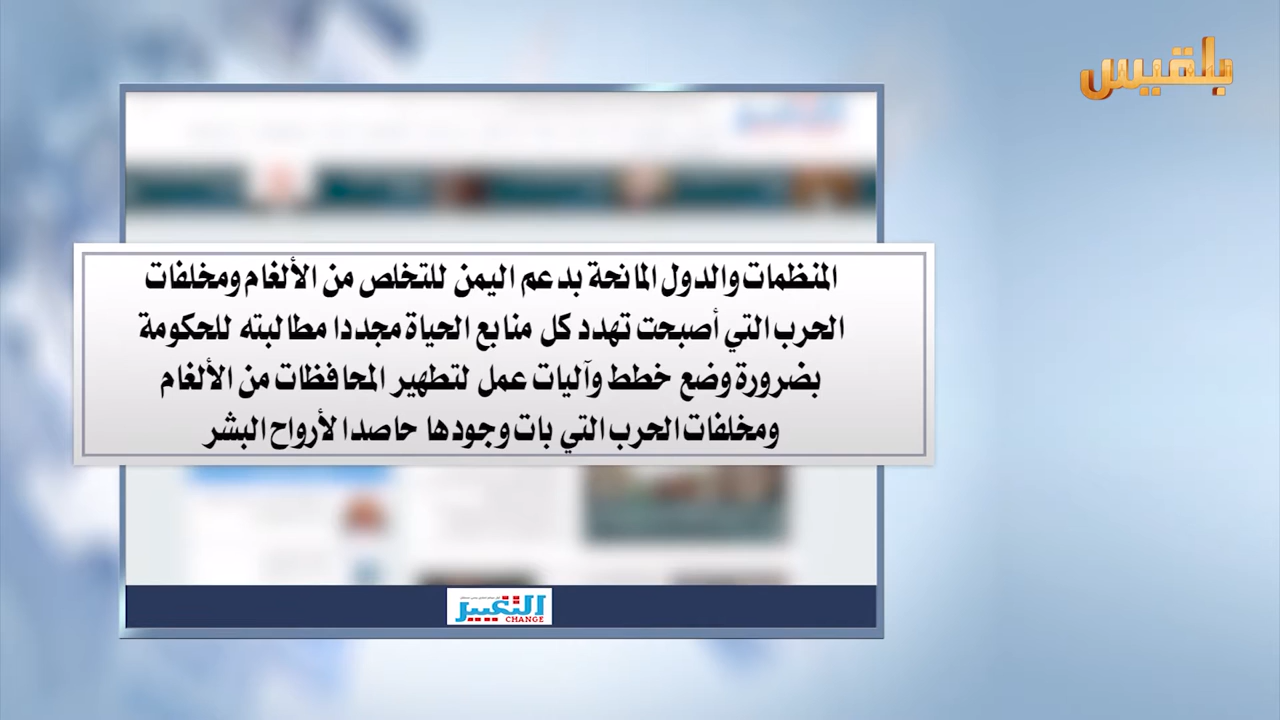 بلقيس
المنظمات والدول المانحة بدعم اليمن للتخلص من الألغام ومخلفات
الحرب التي أصبحت تهدد كل منابع الحياة مجددا مطالبته للحكومة
بضرورة وضع خطط وآليات عمل لتطهير المحافظات من الألغام
ومخلفات الحرب التي بات وجودها حاصدا لأرواح البشر
التغيير
CHANGE